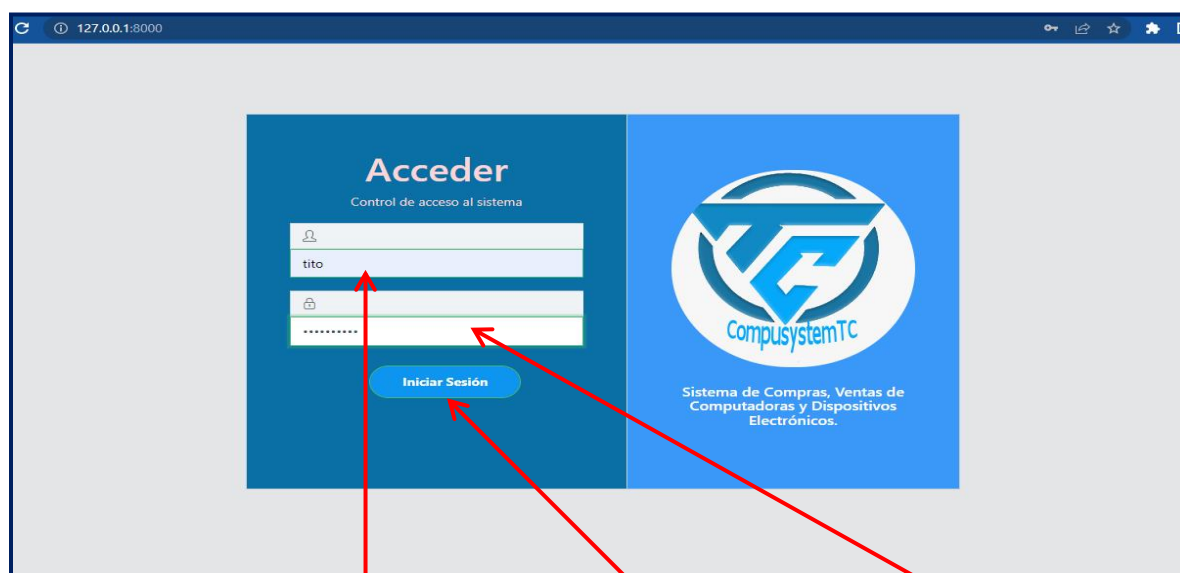 127.0.0.1:8000
Acceder
Control de acceso al sistema
tito
••••••••••
Iniciar Sesión
CompusystemTC
Sistema de Compras, Ventas de
Computadoras y Dispositivos
Electrónicos.